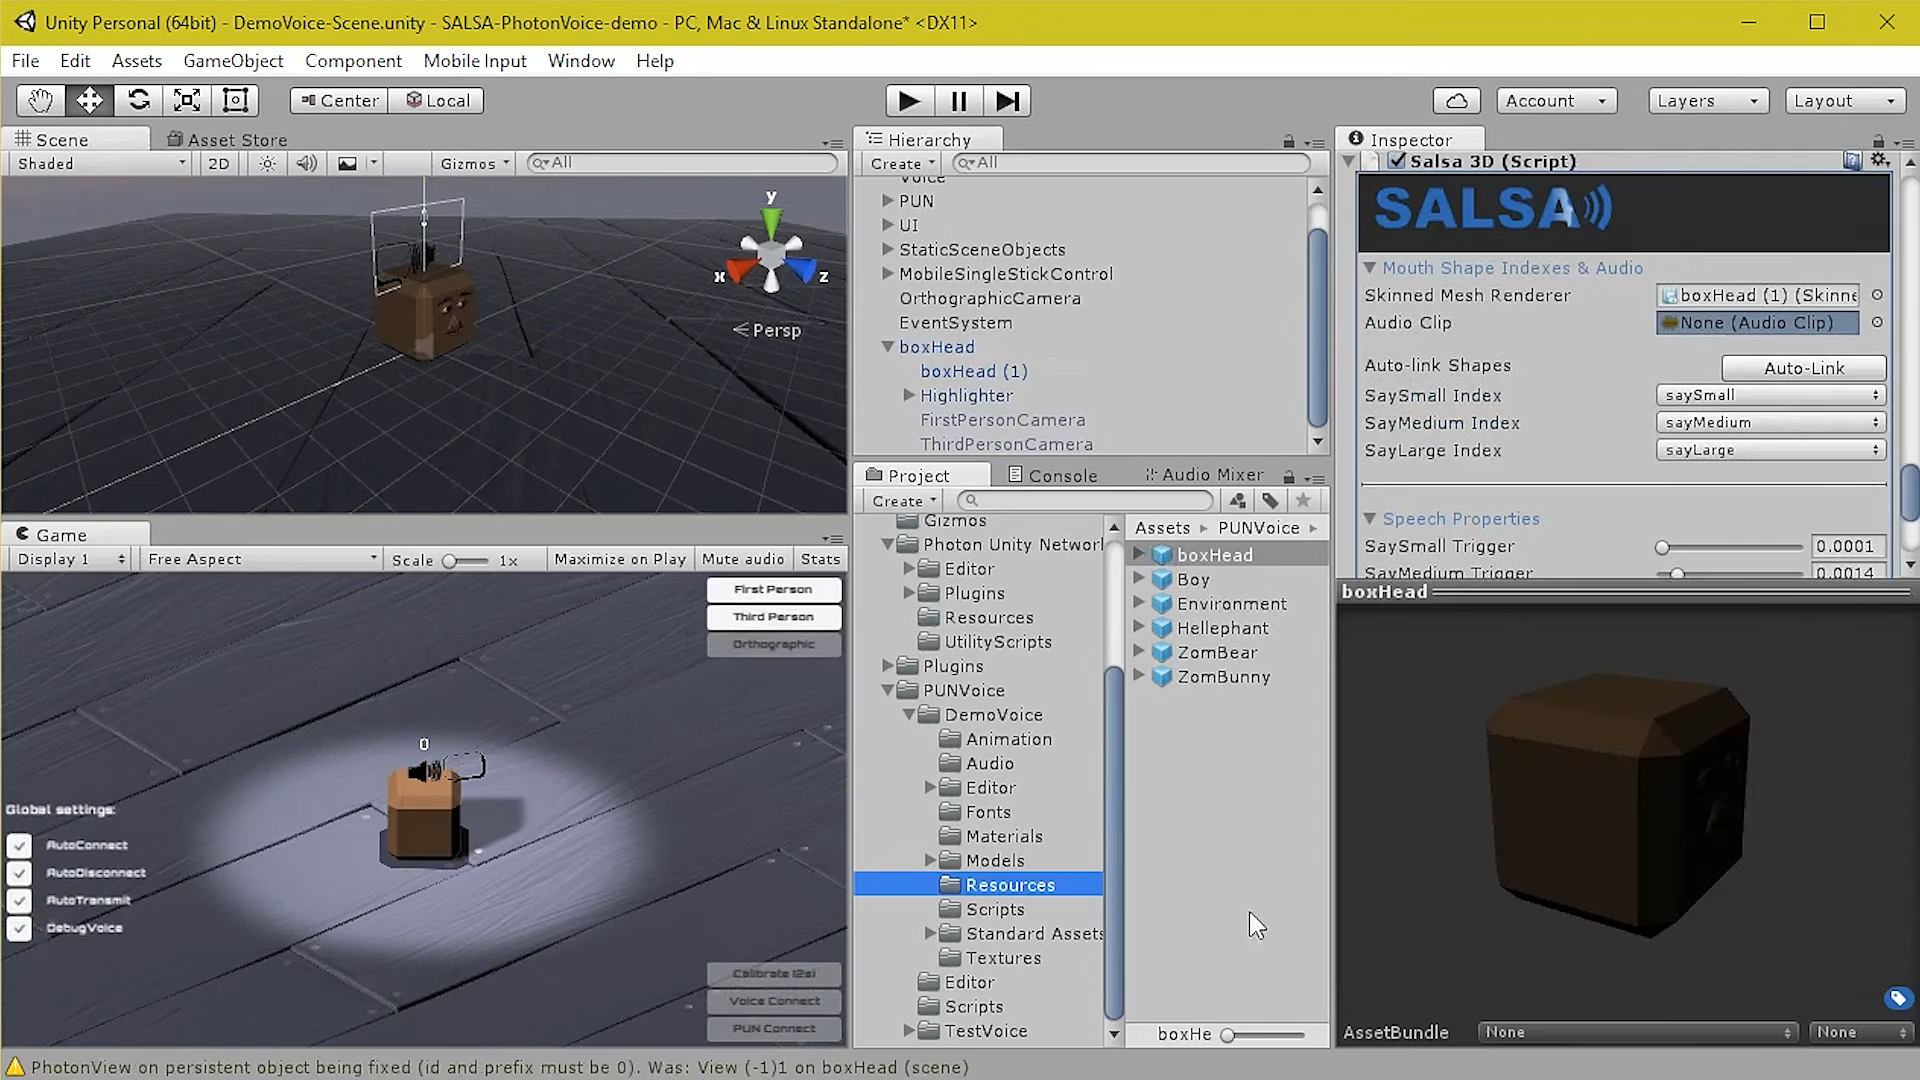 Unity Personal (64bit) - DemoVoice-Scene.unity - SALSA-PhotonVoice-demo - PC, Mac & Linux Standalone* <DX11>
File Edit Assets GameObject Component Mobile Input Window Help
Center Local
Account Layers Layout
Scene Asset Store
Shaded 2D Gizmos All
y
x z
Persp
Game
Display 1 Free Aspect Scale 1x Maximize on Play Mute audio Stats
First Person
Third Person
Orthographic
0
Global settings:
AutoConnect
AutoDisconnect
AutoTransmit
DebugVoice
Calibrate (2s)
Voice Connect
PUN Connect
Hierarchy
Create All
Voice
PUN
UI
StaticSceneObjects
MobileSingleStickControl
OrthographicCamera
EventSystem
boxHead
boxHead (1)
Highlighter
FirstPersonCamera
ThirdPersonCamera
Project Console Audio Mixer
Create
Gizmos
Photon Unity Network
Editor
Plugins
Resources
UtilityScripts
Plugins
PUNVoice
DemoVoice
Animation
Audio
Editor
Fonts
Materials
Models
Resources
Scripts
Standard Assets
Textures
Editor
Scripts
TestVoice
Assets PUNVoice
boxHead
Boy
Environment
Hellephant
ZomBear
ZomBunny
boxHe
Inspector
Salsa 3D (Script)
SALSA
Mouth Shape Indexes & Audio
Skinned Mesh Renderer boxHead (1) (Skinne
Audio Clip None (Audio Clip)
Auto-link Shapes Auto-Link
SaySmall Index saySmall
SayMedium Index sayMedium
SayLarge Index sayLarge
Speech Properties
SaySmall Trigger 0.0001
SayMedium Trigger 0.0014
boxHead
AssetBundle None None
PhotonView on persistent object being fixed (id and prefix must be 0). Was: View (-1)1 on boxHead (scene)